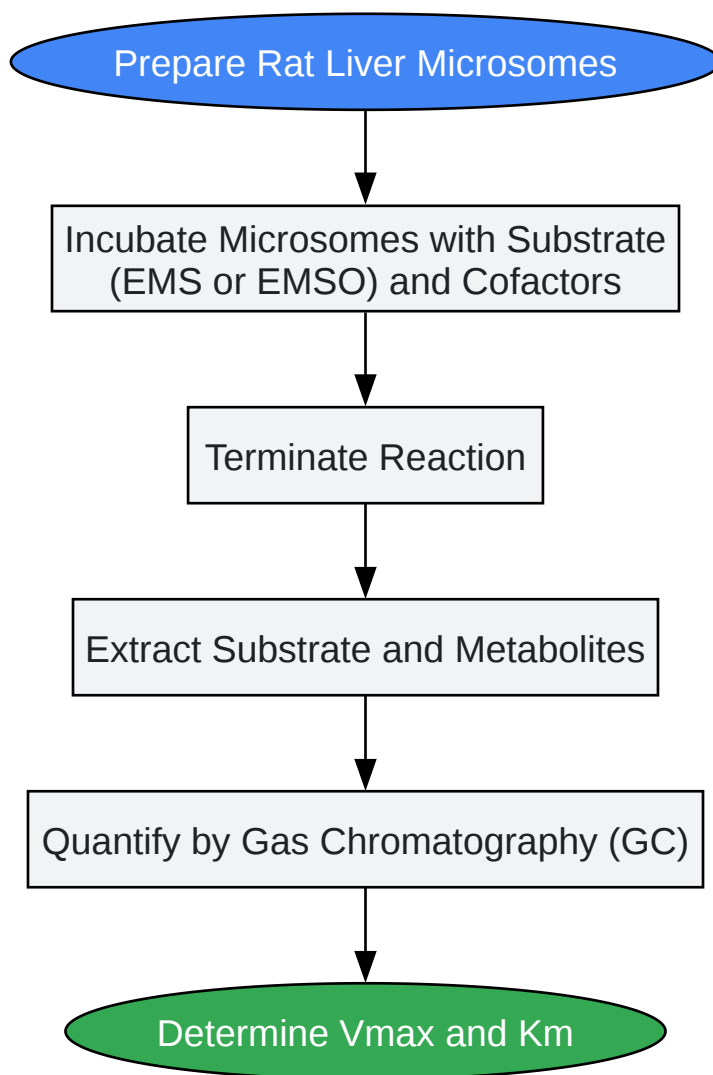 Prepare Rat Liver Microsomes
Incubate Microsomes with Substrate
(EMS or EMSO) and Cofactors
Terminate Reaction
Extract Substrate and Metabolites
Quantify by Gas Chromatography (GC)
Determine Vmax and Km